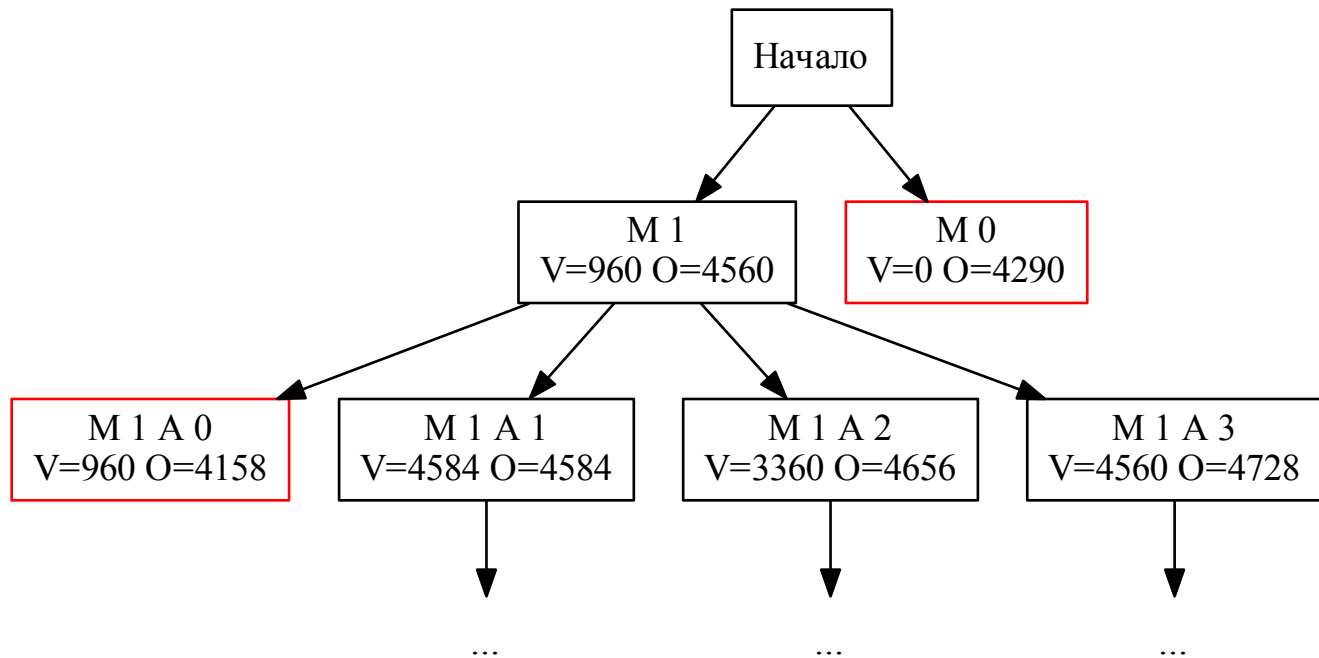 Начало
M 1
V=960 O=4560
M 0
V=0 O=4290
M 1 A 0
V=960 O=4158
M 1 A 1
V=4584 O=4584
M 1 A 2
V=3360 O=4656
M 1 A 3
V=4560 O=4728
...
...
...